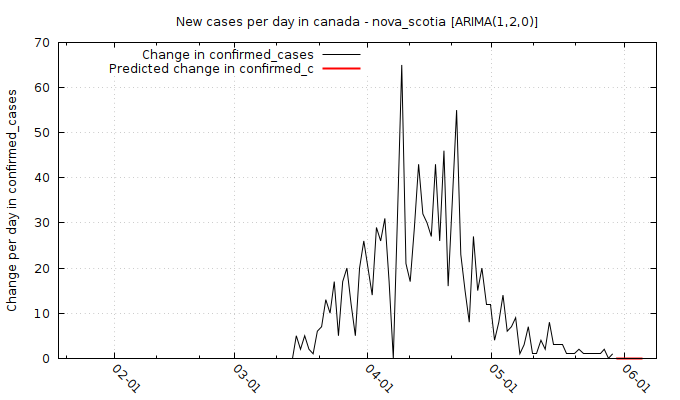 New cases per day in canada - nova_scotia [ARIMA(1,2,0)]
Change in confirmed_cases
Predicted change in confirmed_c
Change per day in confirmed_cases
70
60
50
40
30
20
10
0
02-01 03-01 04-01 05-01 06-01